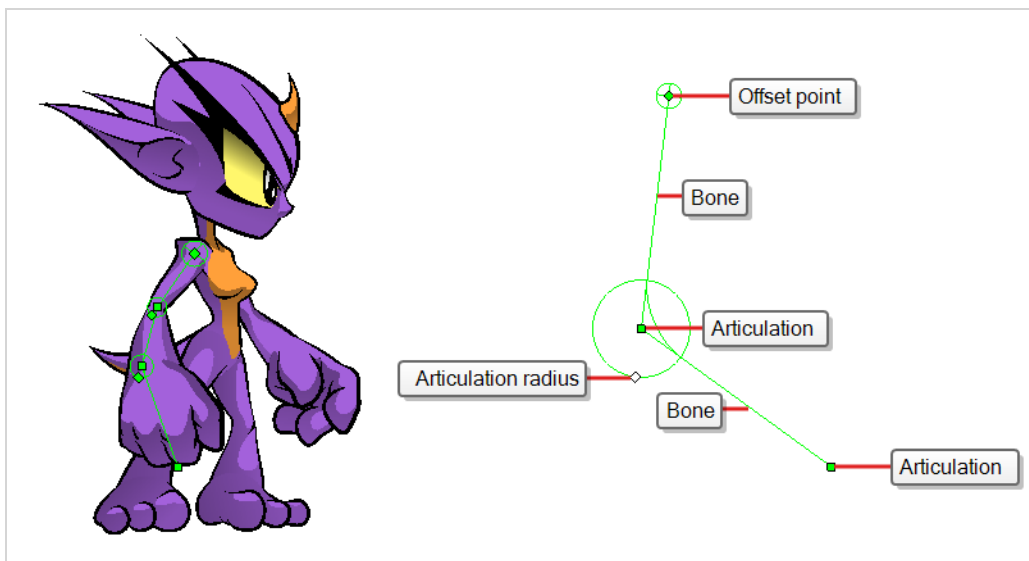 Offset point
Bone
Articulation
Articulation radius
Bone
Articulation